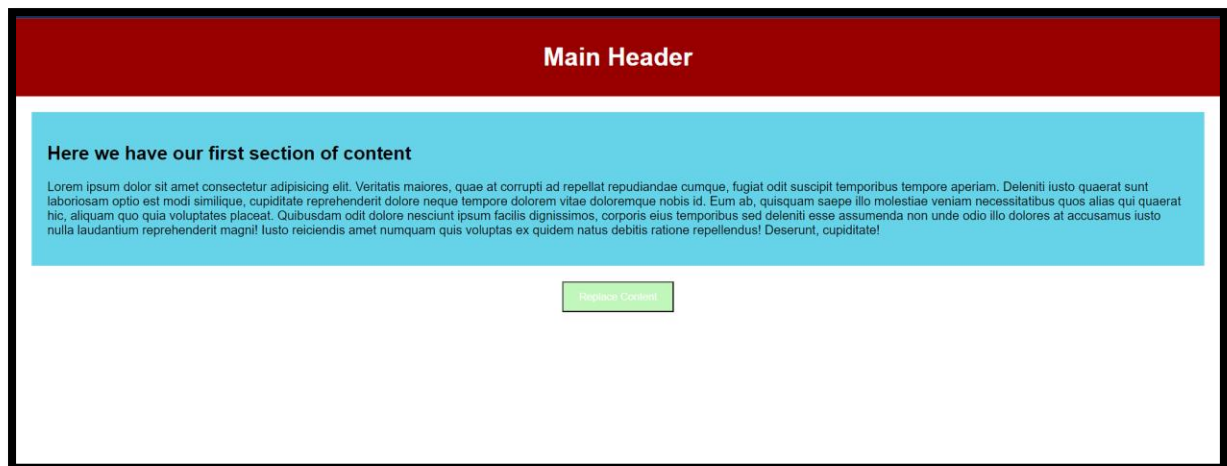 Main Header
Here we have our first section of content
Lorem ipsum dolor sit amet consectetur adipisicing elit. Veritatis maiores, quae at corrupti ad repellat repudiandae cumque, fugiat odit suscipit temporibus tempore aperiam. Deleniti iusto quaerat sunt
laboriosam optio est modi similique, cupiditate reprehenderit dolore neque tempore dolorem vitae doloremque nobis id. Eum ab, quisquam saepe illo molestiae veniam necessitatibus quos alias qui quaerat
hic, aliquam quo quia voluptates placeat. Quibusdam odit dolore nesciunt ipsum facilis dignissimos, corporis eius temporibus sed deleniti esse assumenda non unde odio illo dolores at accusamus iusto
nulla laudantium reprehenderit magni! Iusto reiciendis amet numquam quis voluptas ex quidem natus debitis ratione repellendus! Deserunt, cupiditate!
Replace Content